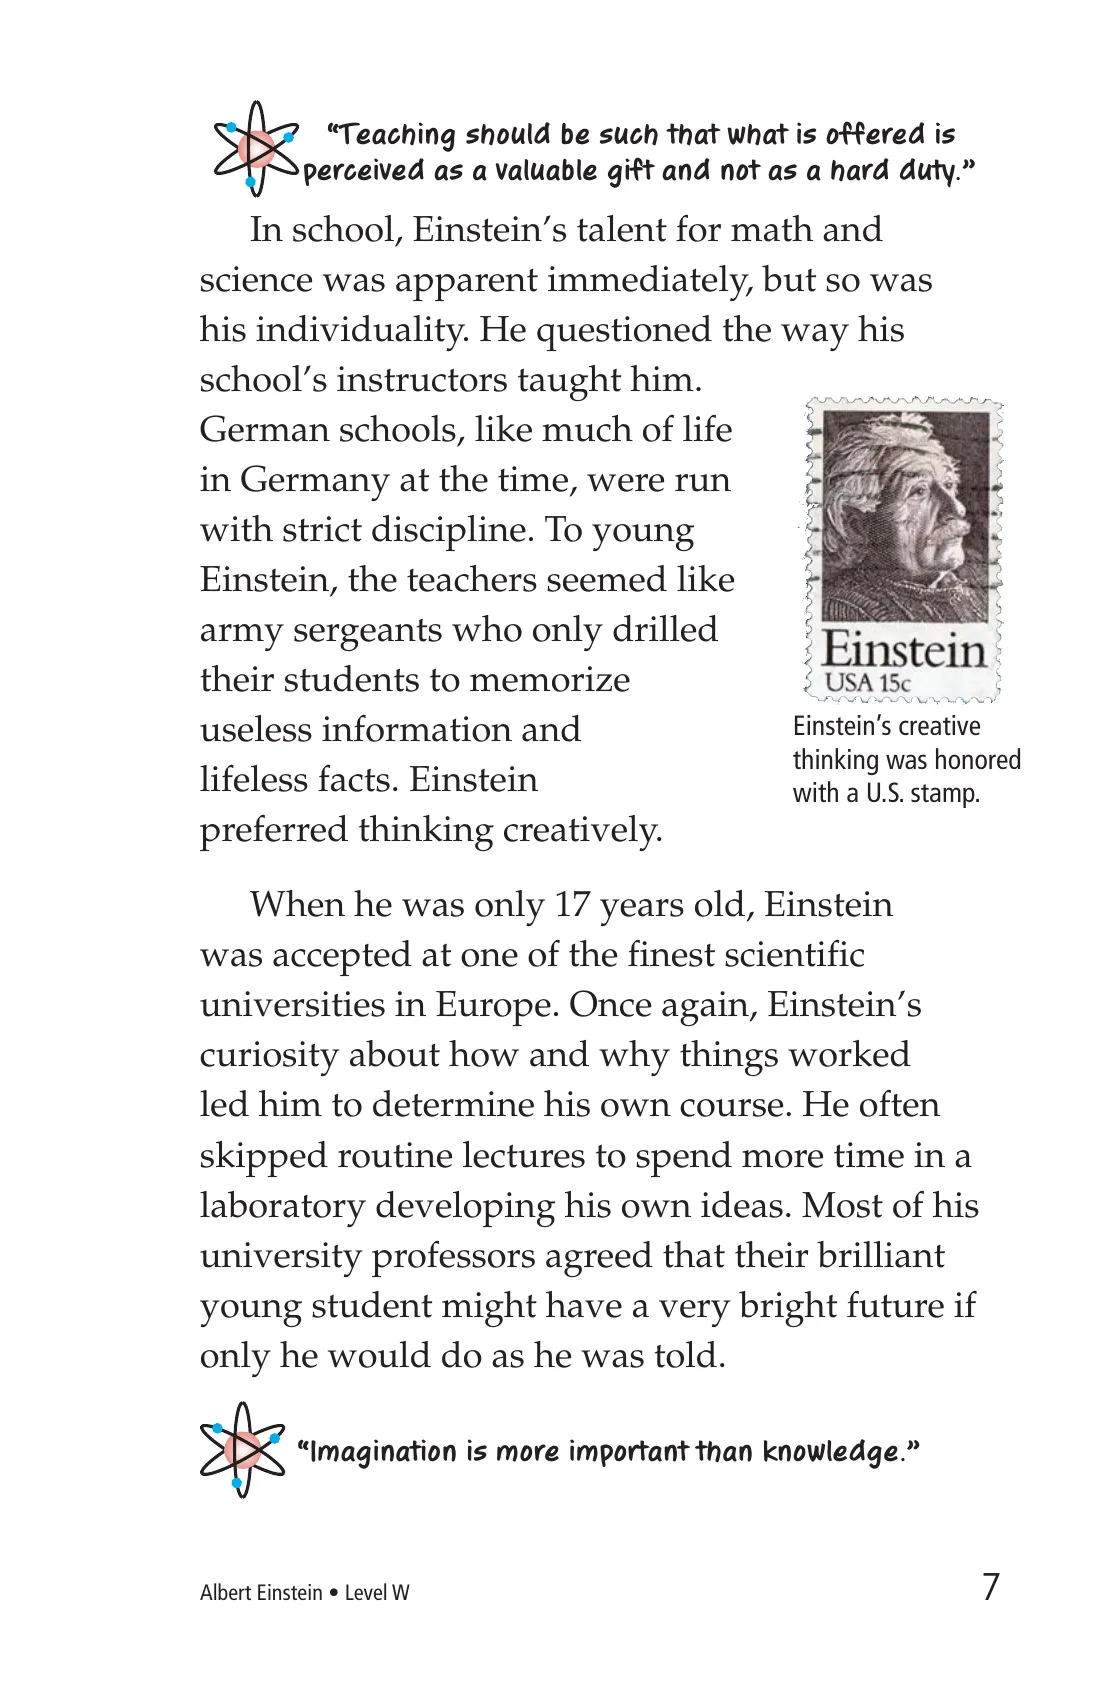 “Teaching should be such that what is offered is
perceived as a valuable gift and not as a hard duty.”
In school, Einstein’s talent for math and
science was apparent immediately, but so was
his individuality. He questioned the way his
school’s instructors taught him.
German schools, like much of life
in Germany at the time, were run
with strict discipline. To young
Einstein, the teachers seemed like
army sergeants who only drilled
their students to memorize
useless information and
lifeless facts. Einstein
preferred thinking creatively.
Einstein
USA 15c
Einstein’s creative
thinking was honored
with a U.S. stamp.
When he was only 17 years old, Einstein
was accepted at one of the finest scientific
universities in Europe. Once again, Einstein’s
curiosity about how and why things worked
led him to determine his own course. He often
skipped routine lectures to spend more time in a
laboratory developing his own ideas. Most of his
university professors agreed that their brilliant
young student might have a very bright future if
only he would do as he was told.
“Imagination is more important than knowledge.”
Albert Einstein • Level W
7